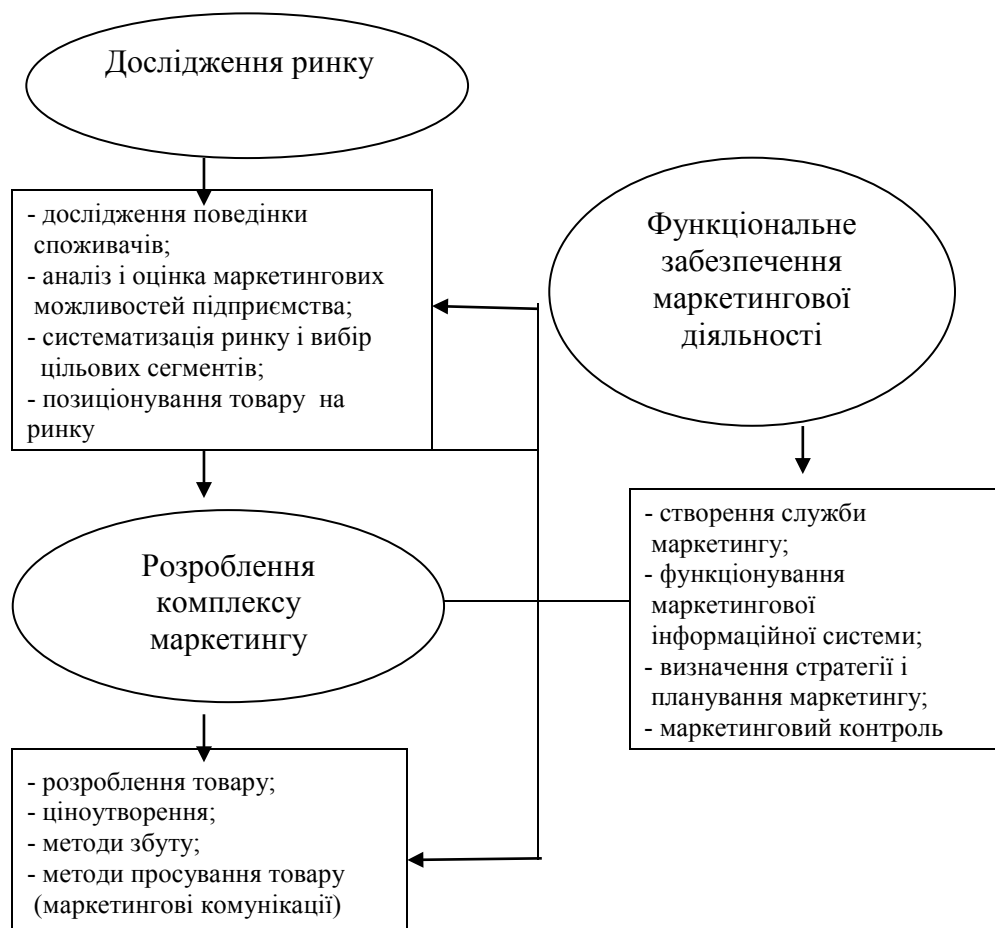 Дослідження ринку
- дослідження поведінки
споживачів;
- аналіз і оцінка маркетингових
можливостей підприємства;
- систематизація ринку і вибір
цільових сегментів;
- позиціонування товару на
ринку
Розроблення
комплексу
маркетингу
- розроблення товару;
- ціноутворення;
- методи збуту;
- методи просування товару
(маркетингові комунікації)
Функціональне
забезпечення
маркетингової
діяльності
- створення служби
маркетингу;
- функціонування
маркетингової
інформаційної системи;
- визначення стратегії і
планування маркетингу;
- маркетинговий контроль